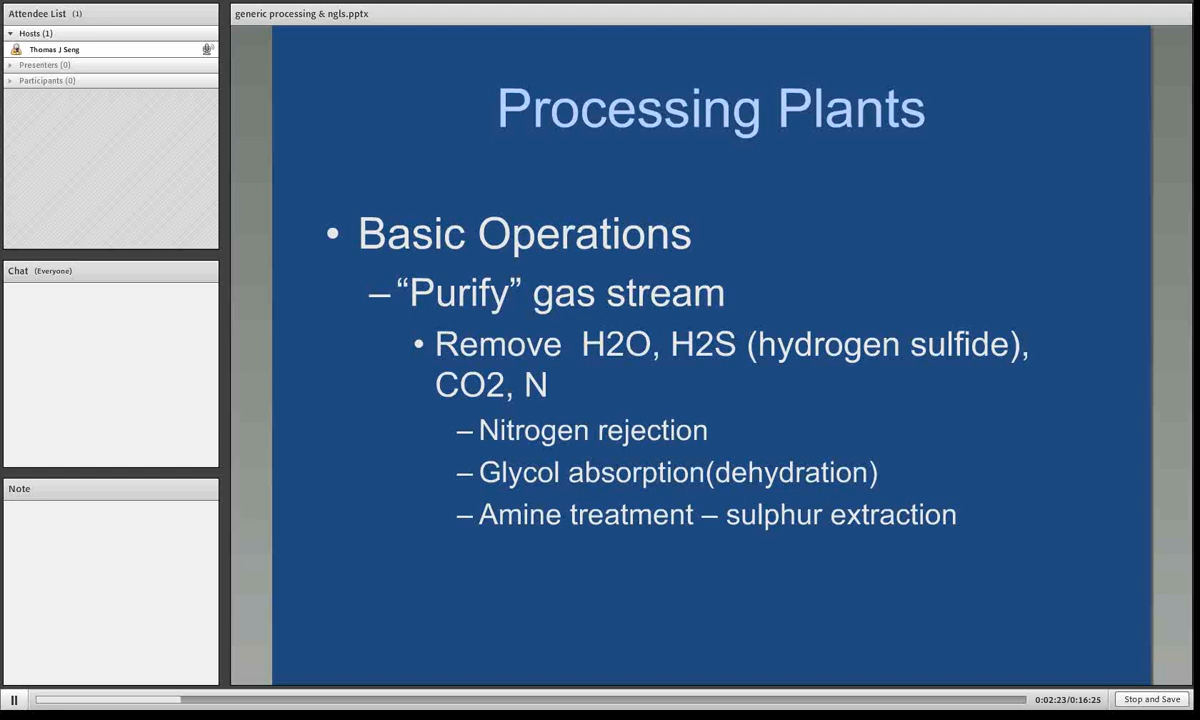 Attendee List (1)
Hosts (1)
Thomas J Seng
Presenters (0)
Participants (0)
Chat (Everyone)
Note
generic processing & ngls.pptx
Processing Plants
• Basic Operations
– “Purify” gas stream
• Remove H2O, H2S (hydrogen sulfide),
CO2, N
– Nitrogen rejection
– Glycol absorption(dehydration)
– Amine treatment – sulphur extraction
0:02:23/0:16:25
Stop and Save